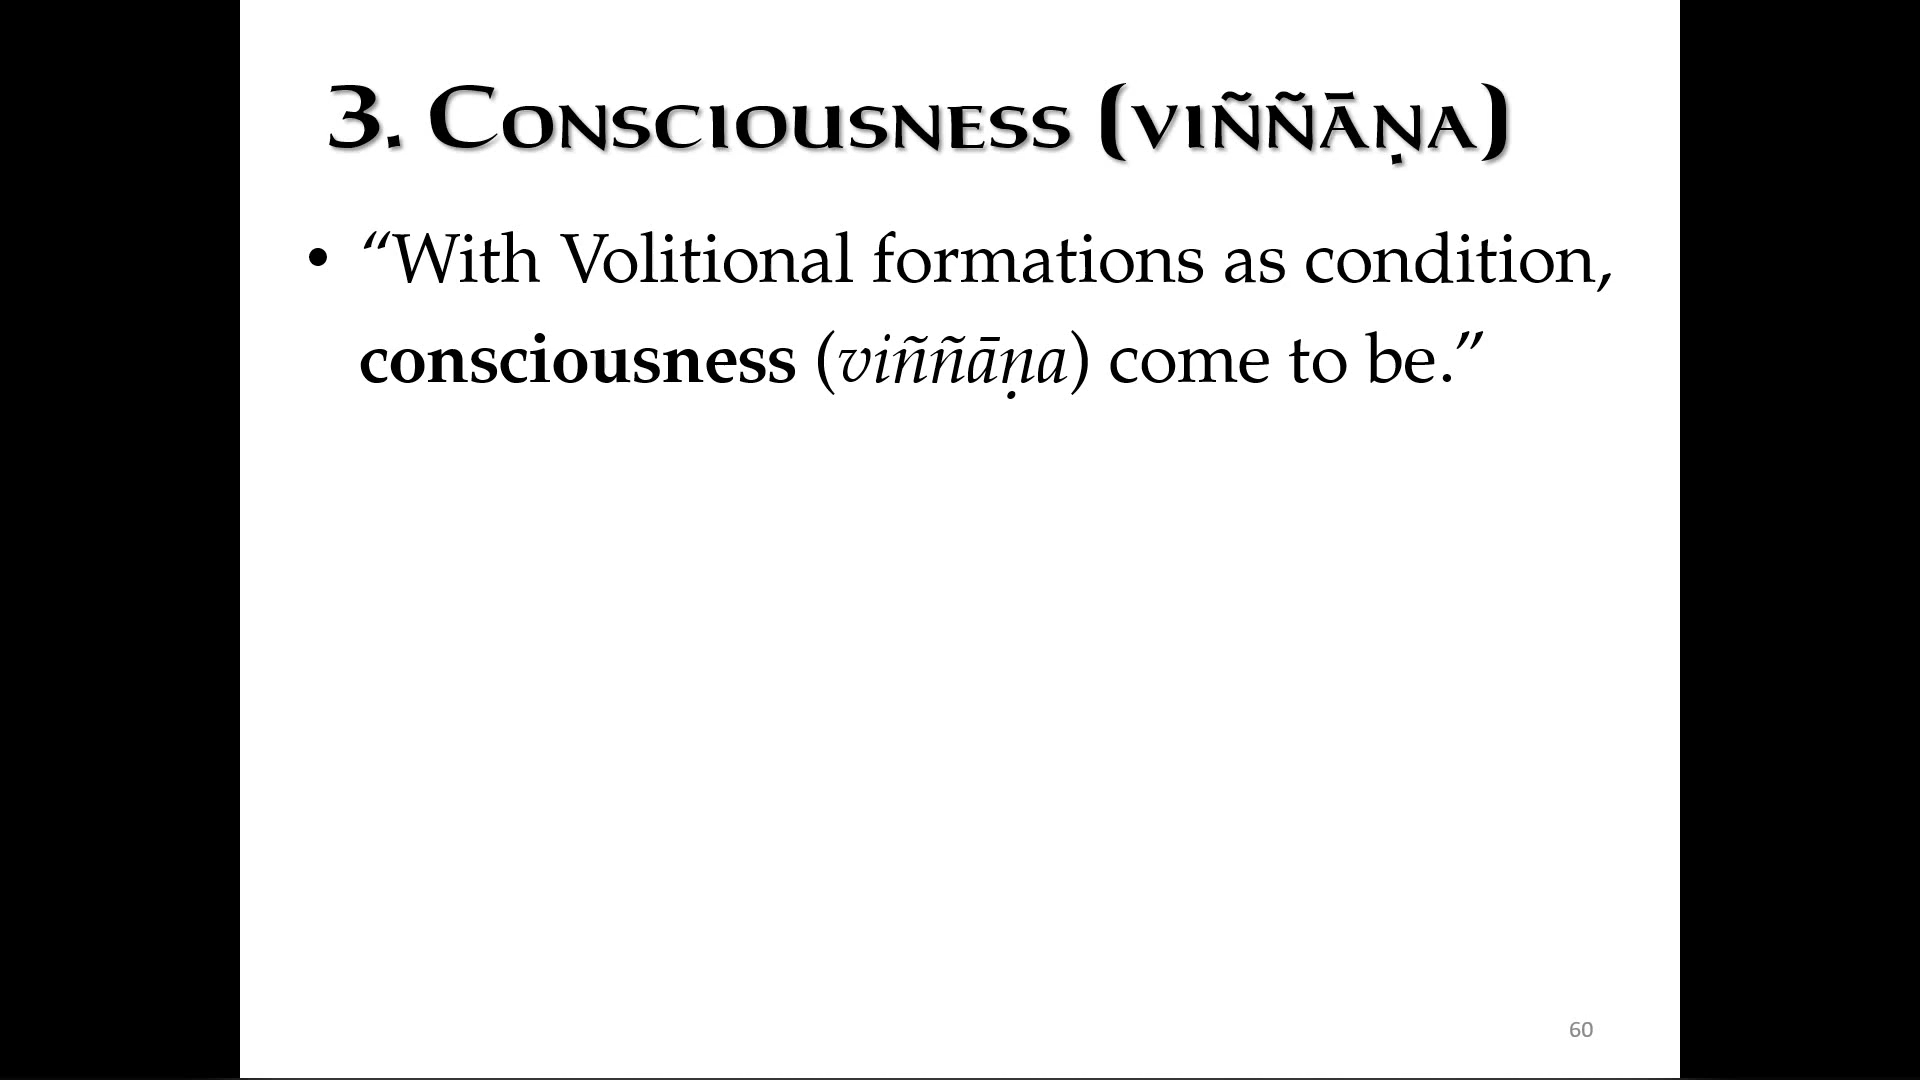 3. Consciousness (viññāṇa)
• “With Volitional formations as condition,
consciousness (viññāṇa) come to be.”
60